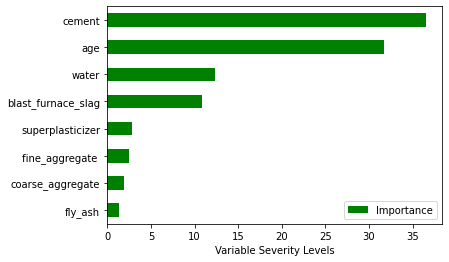 cement
age
water
blast_furnace_slag
superplasticizer
fine_aggregate
coarse_aggregate
fly_ash
Importance
0 5 10 15 20 25 30 35
Variable Severity Levels